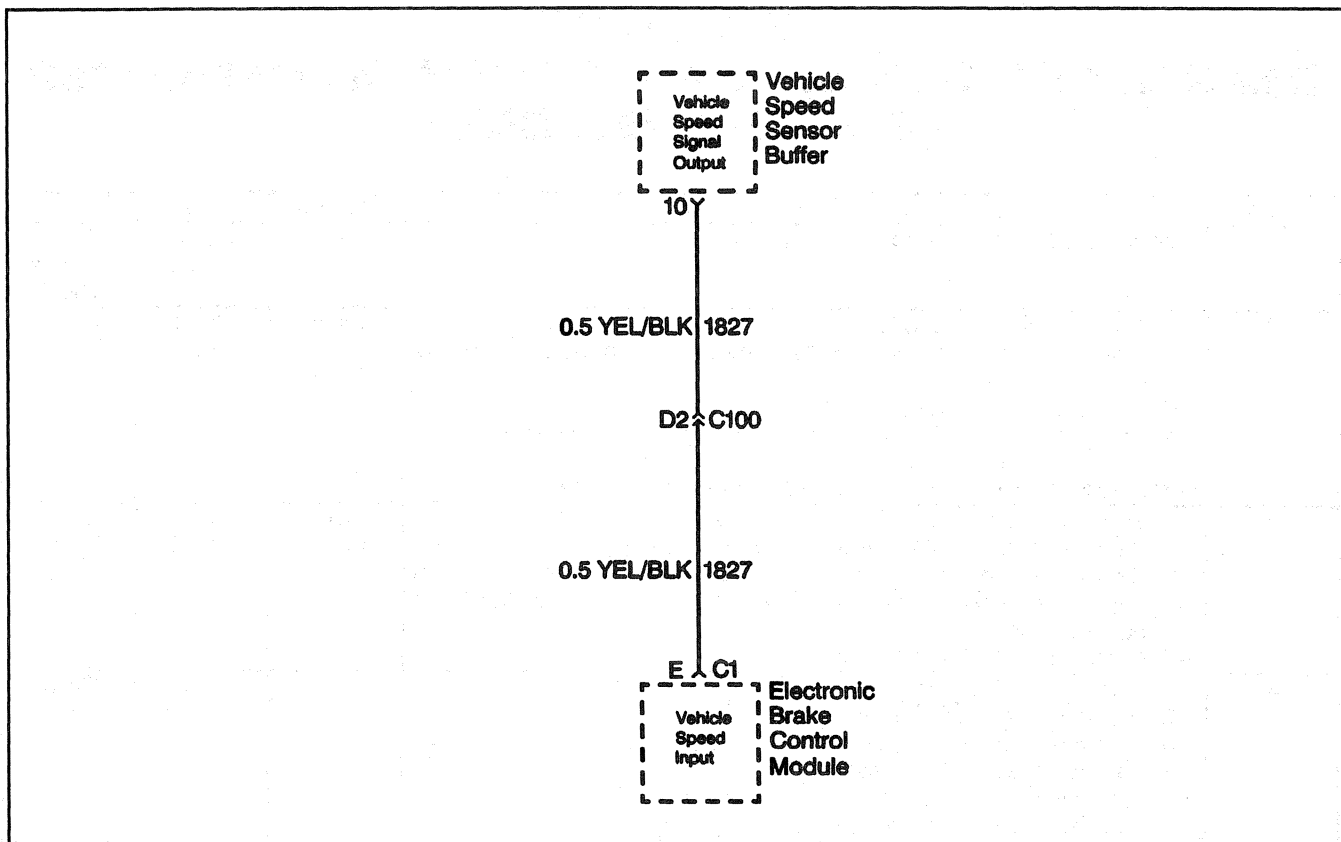 Vehicle
Speed
Signal
Output
Vehicle
Speed
Sensor
Buffer
10
0.5 YEL/BLK 1827
D2 C100
0.5 YEL/BLK 1827
E C1
Vehicle
Speed
Input
Electronic
Brake
Control
Module